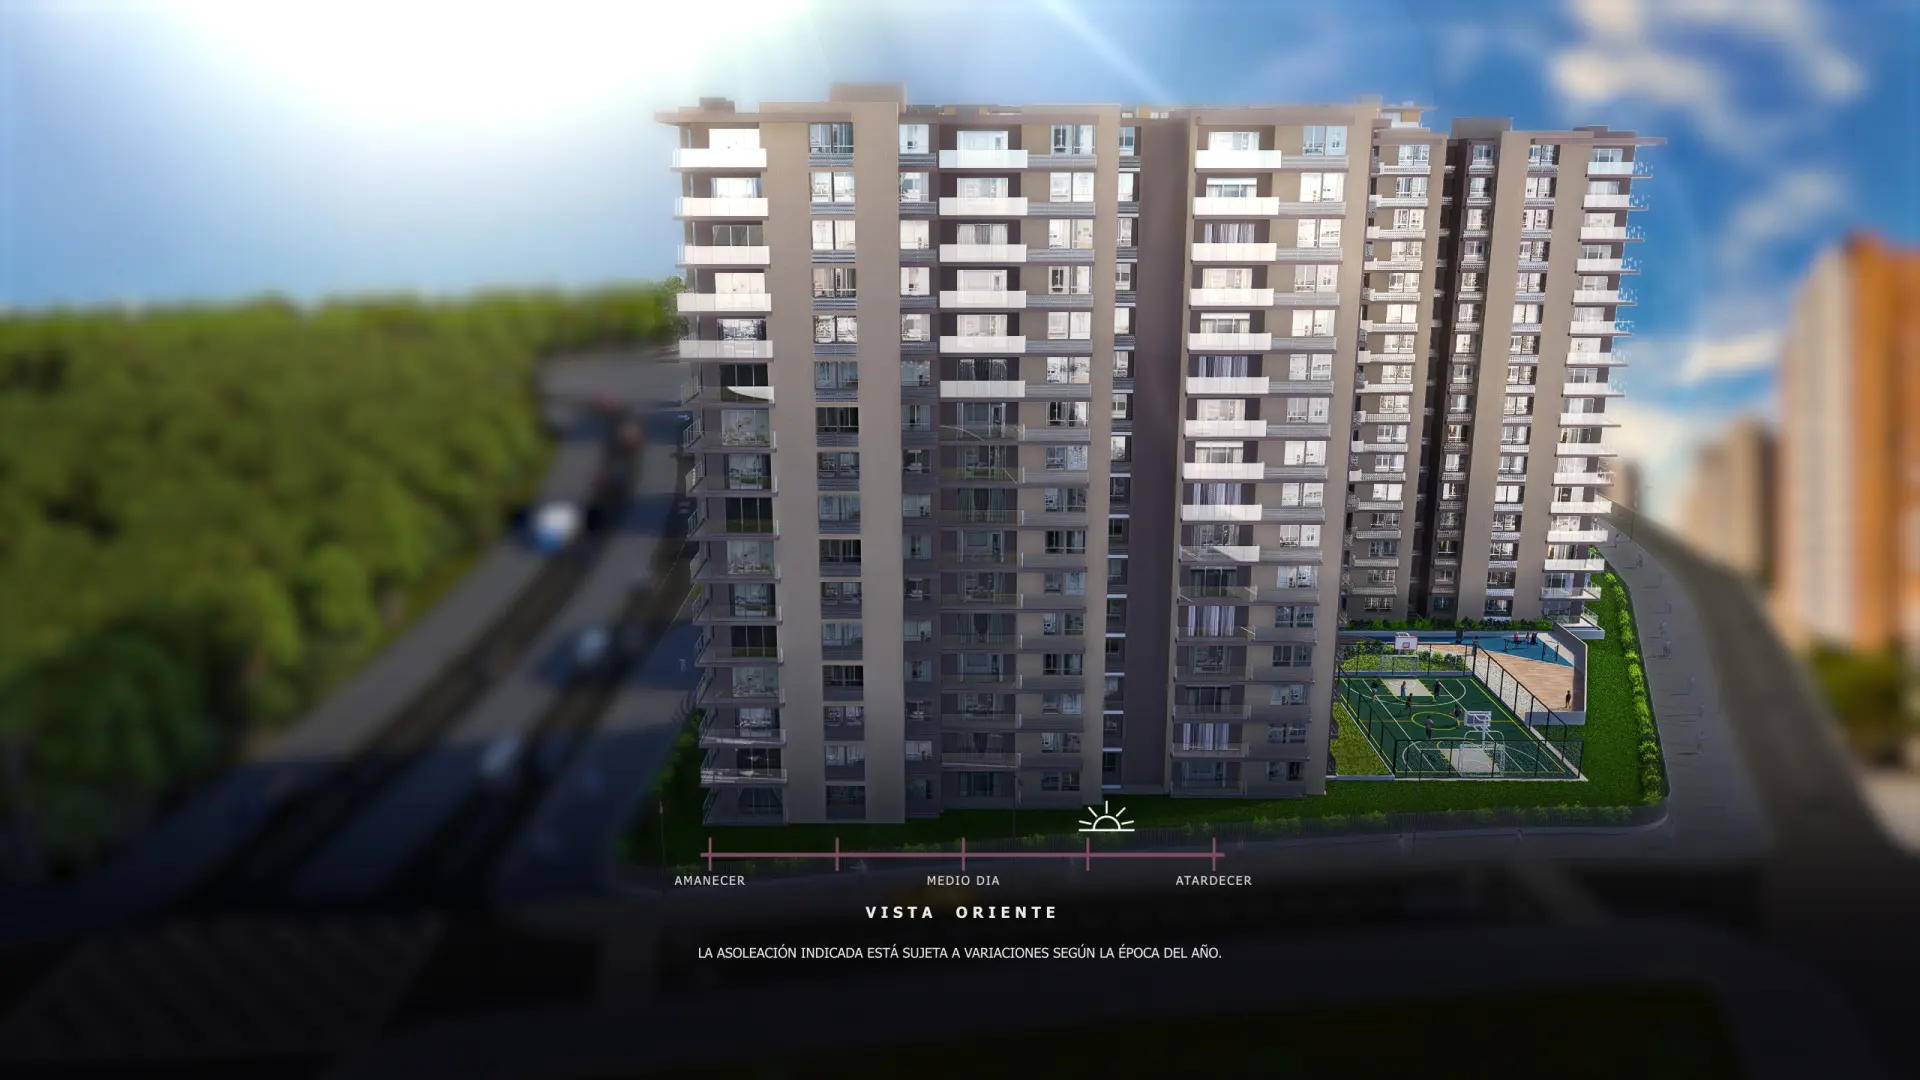 AMANECER MEDIO DIA ATARDECER
VISTA ORIENTE
LA ASOLEACIÓN INDICADA ESTÁ SUJETA A VARIACIONES SEGÚN LA ÉPOCA DEL AÑO.